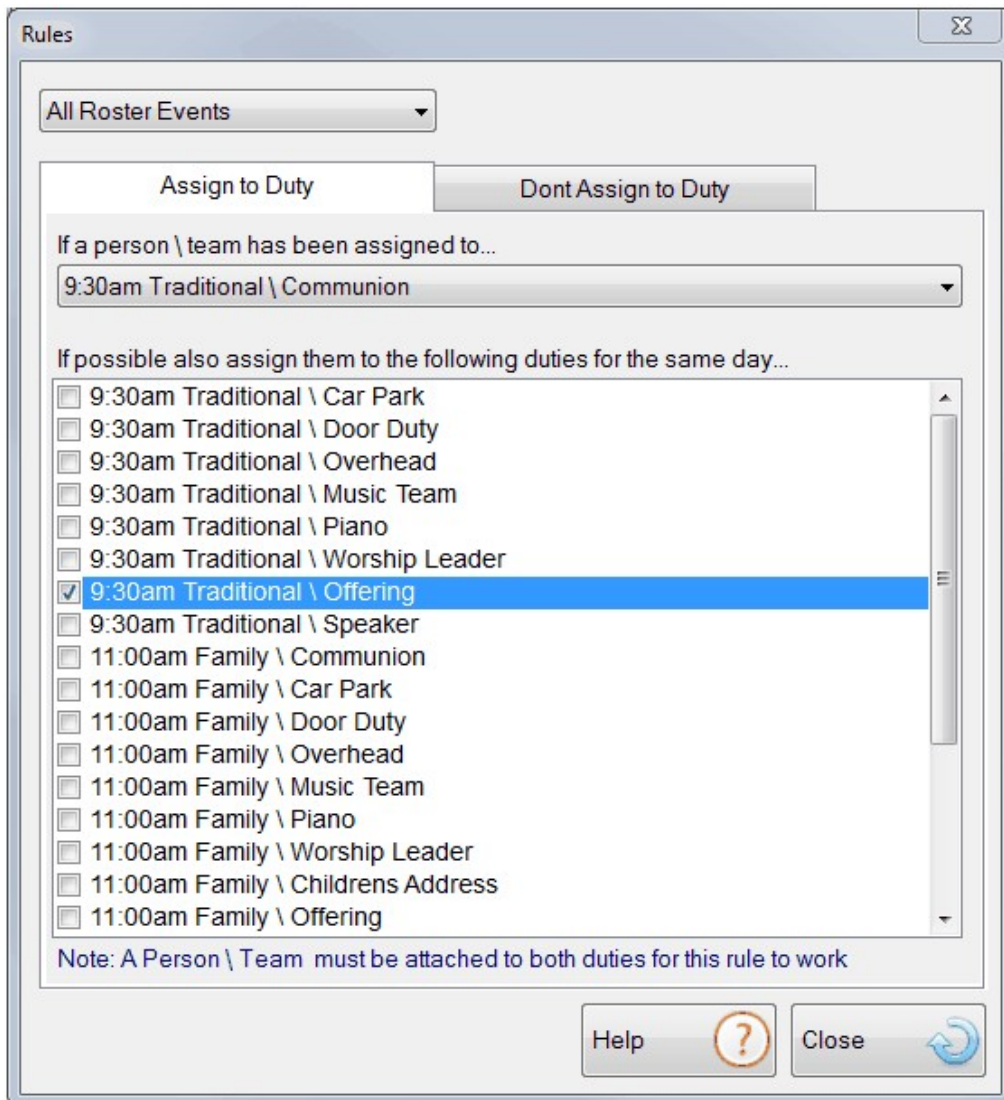 Rules
All Roster Events
Assign to Duty
Dont Assign to Duty
If a person \ team has been assigned to...
9:30am Traditional \ Communion
If possible also assign them to the following duties for the same day...
9:30am Traditional \ Car Park
9:30am Traditional \ Door Duty
9:30am Traditional \ Overhead
9:30am Traditional \ Music Team
9:30am Traditional \ Piano
9:30am Traditional \ Worship Leader
9:30am Traditional \ Offering
9:30am Traditional \ Speaker
11:00am Family \ Communion
11:00am Family \ Car Park
11:00am Family \ Door Duty
11:00am Family \ Overhead
11:00am Family \ Music Team
11:00am Family \ Piano
11:00am Family \ Worship Leader
11:00am Family \ Childrens Address
11:00am Family \ Offering
Note: A Person \ Team must be attached to both duties for this rule to work
Help ?
Close